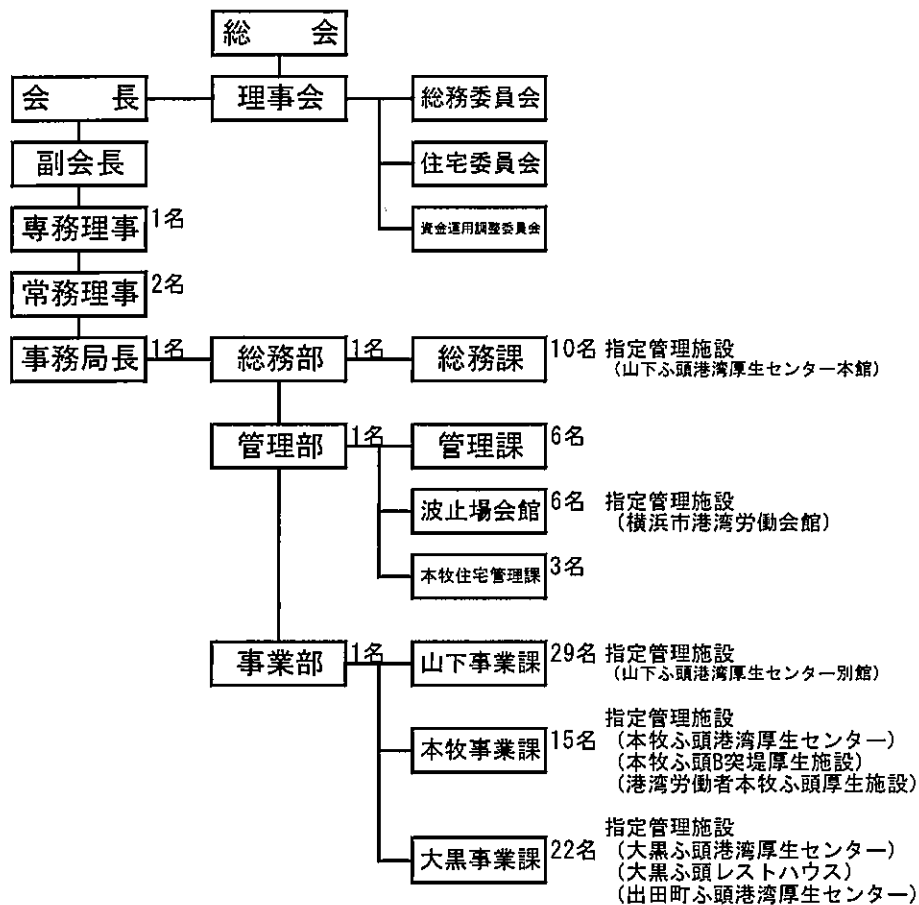 総　　会
会　　長
理事会
総務委員会
副会長
住宅委員会
専務理事 1名
資金運用調整委員会
常務理事 2名
事務局長 1名
総務部 1名
総務課 10名 指定管理施設
（山下ふ頭港湾厚生センター本館）
管理部 1名
管理課 6名
波止場会館 6名 指定管理施設
（横浜市港湾労働会館）
本牧住宅管理課 3名
事業部 1名
山下事業課 29名 指定管理施設
（山下ふ頭港湾厚生センター別館）
本牧事業課 15名
指定管理施設
（本牧ふ頭港湾厚生センター）
（本牧ふ頭B突堤厚生施設）
（港湾労働者本牧ふ頭厚生施設）
大黒事業課 22名
指定管理施設
（大黒ふ頭港湾厚生センター）
（大黒ふ頭レストハウス）
（出田町ふ頭港湾厚生センター）